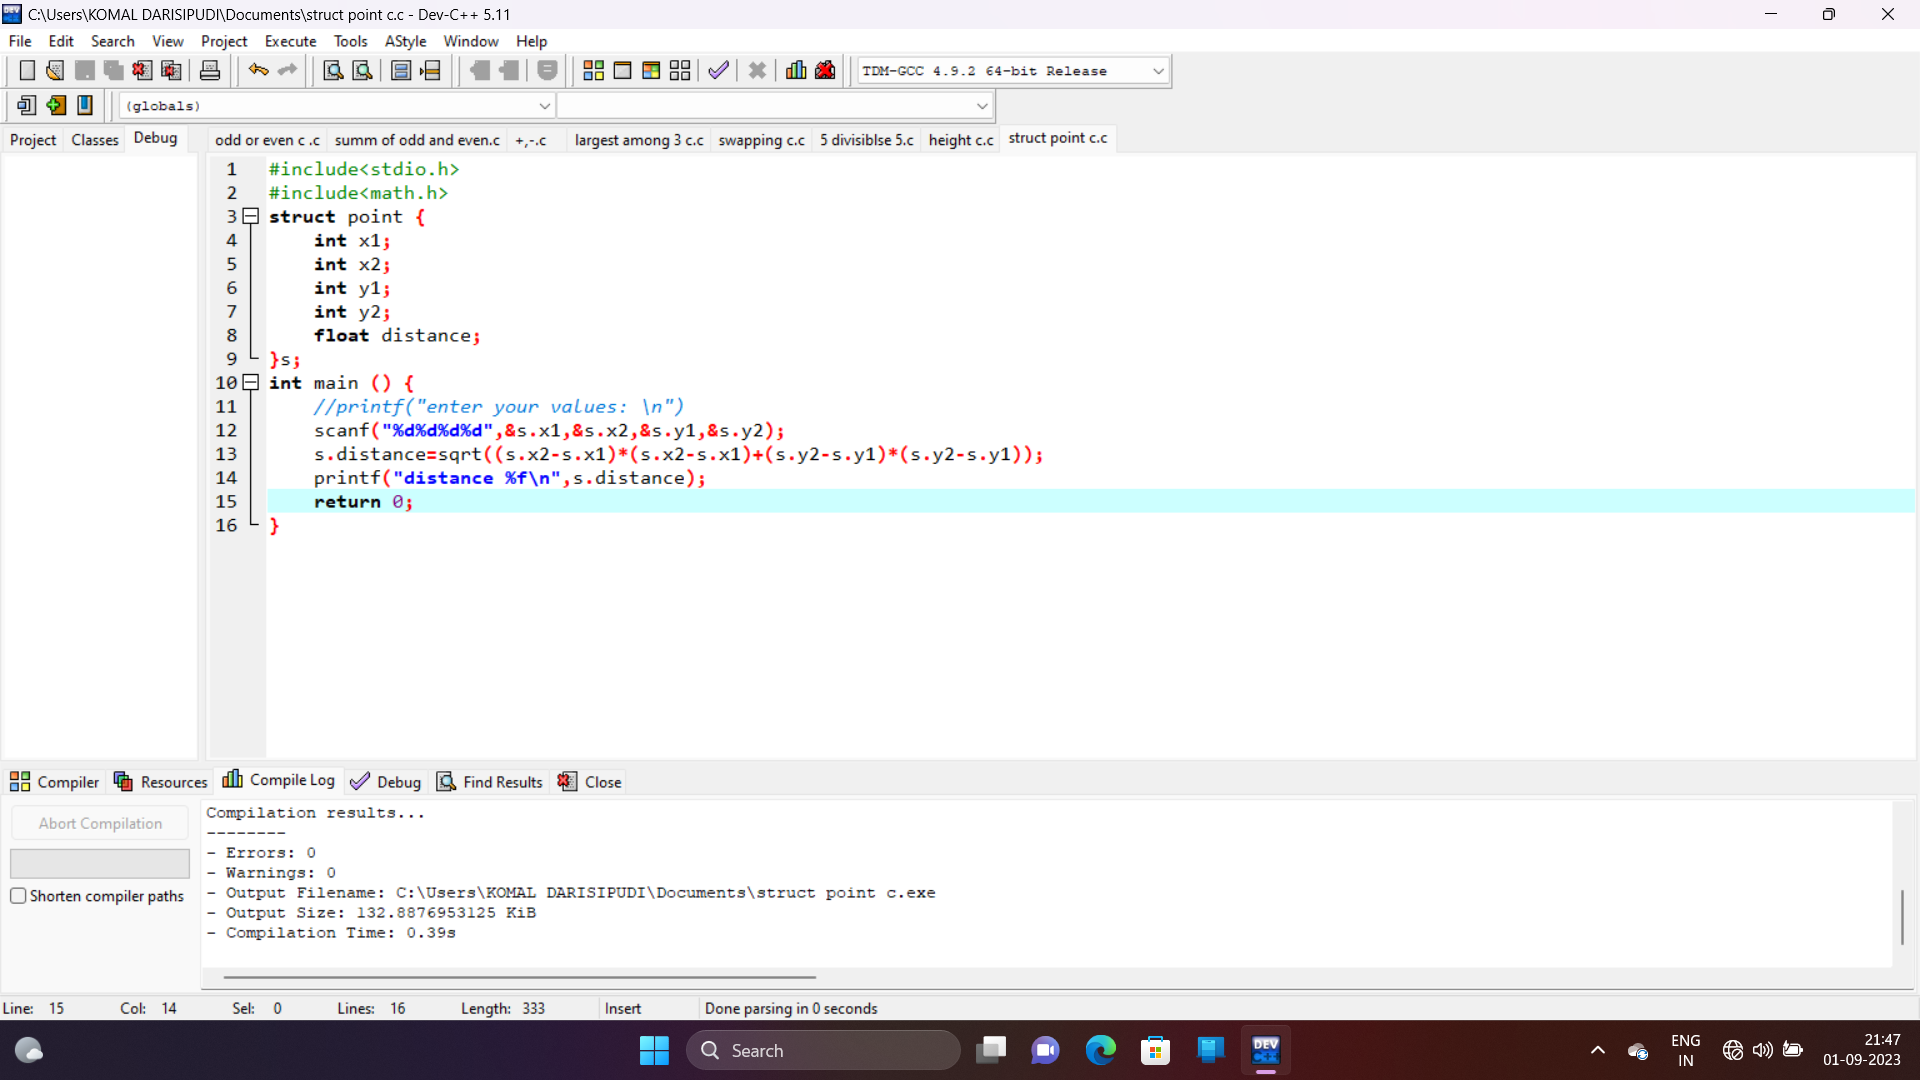 C:\Users\KOMAL DARISIPUDI\Documents\struct point c.c - Dev-C++ 5.11
File Edit Search View Project Execute Tools AStyle Window Help
TDM-GCC 4.9.2 64-bit Release
(globals)
Project Classes Debug
odd or even c .c summ of odd and even.c +,-.c largest among 3 c.c swapping c.c 5 divisiblse 5.c height c.c struct point c.c
1 #include<stdio.h>
2 #include<math.h>
3 struct point {
4 int x1;
5 int x2;
6 int y1;
7 int y2;
8 float distance;
9 }s;
10 int main () {
11 //printf("enter your values: \n")
12 scanf("%d%d%d%d",&s.x1,&s.x2,&s.y1,&s.y2);
13 s.distance=sqrt((s.x2-s.x1)*(s.x2-s.x1)+(s.y2-s.y1)*(s.y2-s.y1));
14 printf("distance %f\n",s.distance);
15 return 0;
16 }
Compiler Resources Compile Log Debug Find Results Close
Abort Compilation
Shorten compiler paths
Compilation results...
--------
- Errors: 0
- Warnings: 0
- Output Filename: C:\Users\KOMAL DARISIPUDI\Documents\struct point c.exe
- Output Size: 132.8876953125 KiB
- Compilation Time: 0.39s
Line: 15 Col: 14 Sel: 0 Lines: 16 Length: 333 Insert Done parsing in 0 seconds
Search
DEV C++
ENG
IN
21:47
01-09-2023